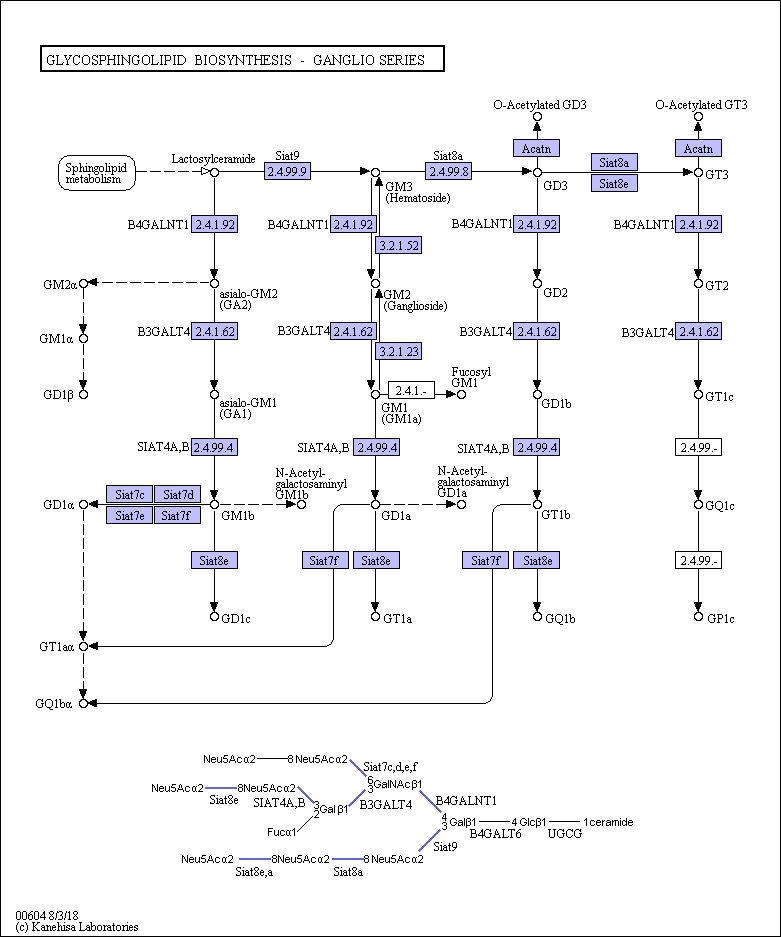 GLYCOSPHINGOLIPID BIOSYNTHESIS - GANGLIO SERIES
O-Acetylated GD3
O-Acetylated GT3
Acatn
Acatn
Sphingolipid
metabolism
Lactosylceramide
Siat9
2.4.99.9
Siat8a
2.4.99.8
Siat8a
Siat8e
GM3
(Hematoside)
GD3
GT3
B4GALNT1 2.4.1.92
B4GALNT1 2.4.1.92
B4GALNT1 2.4.1.92
B4GALNT1 2.4.1.92
3.2.1.52
GM2α
asialo-GM2
(GA2)
GM2
(Ganglioside)
GD2
GT2
GM1α
B3GALT4 2.4.1.62
B3GALT4 2.4.1.62
B3GALT4 2.4.1.62
B3GALT4 2.4.1.62
3.2.1.23
Fucosyl
GM1
2.4.1.-
GD1β
asialo-GM1
(GA1)
GM1
(GM1a)
GD1b
GT1c
SIAT4A,B 2.4.99.4
SIAT4A,B 2.4.99.4
SIAT4A,B 2.4.99.4
2.4.99.-
N-Acetyl-
galactosaminyl
GM1b
N-Acetyl-
galactosaminyl
GD1a
Siat7c Siat7d
Siat7e Siat7f
GD1α
GM1b
GD1a
GT1b
GQ1c
Siat8e
Siat7f
Siat8e
Siat7f
Siat8e
2.4.99.-
GD1c
GT1a
GQ1b
GP1c
GT1aα
GQ1bα
Neu5Acα2 8 Neu5Acα2
Siat7c,d,e,f
6
3 GalNAcβ1
Neu5Acα2 8 Neu5Acα2
Siat8e
SIAT4A,B
B3GALT4
B4GALNT1
3
2 Galβ1
Fucα1
4
3 Galβ1 4 Glcβ1 1 ceramide
B4GALT6
UGCG
Siat9
Neu5Acα2 8 Neu5Acα2 8 Neu5Acα2
Siat8e,a
Siat8a
00604 8/3/18
(c) Kanehisa Laboratories